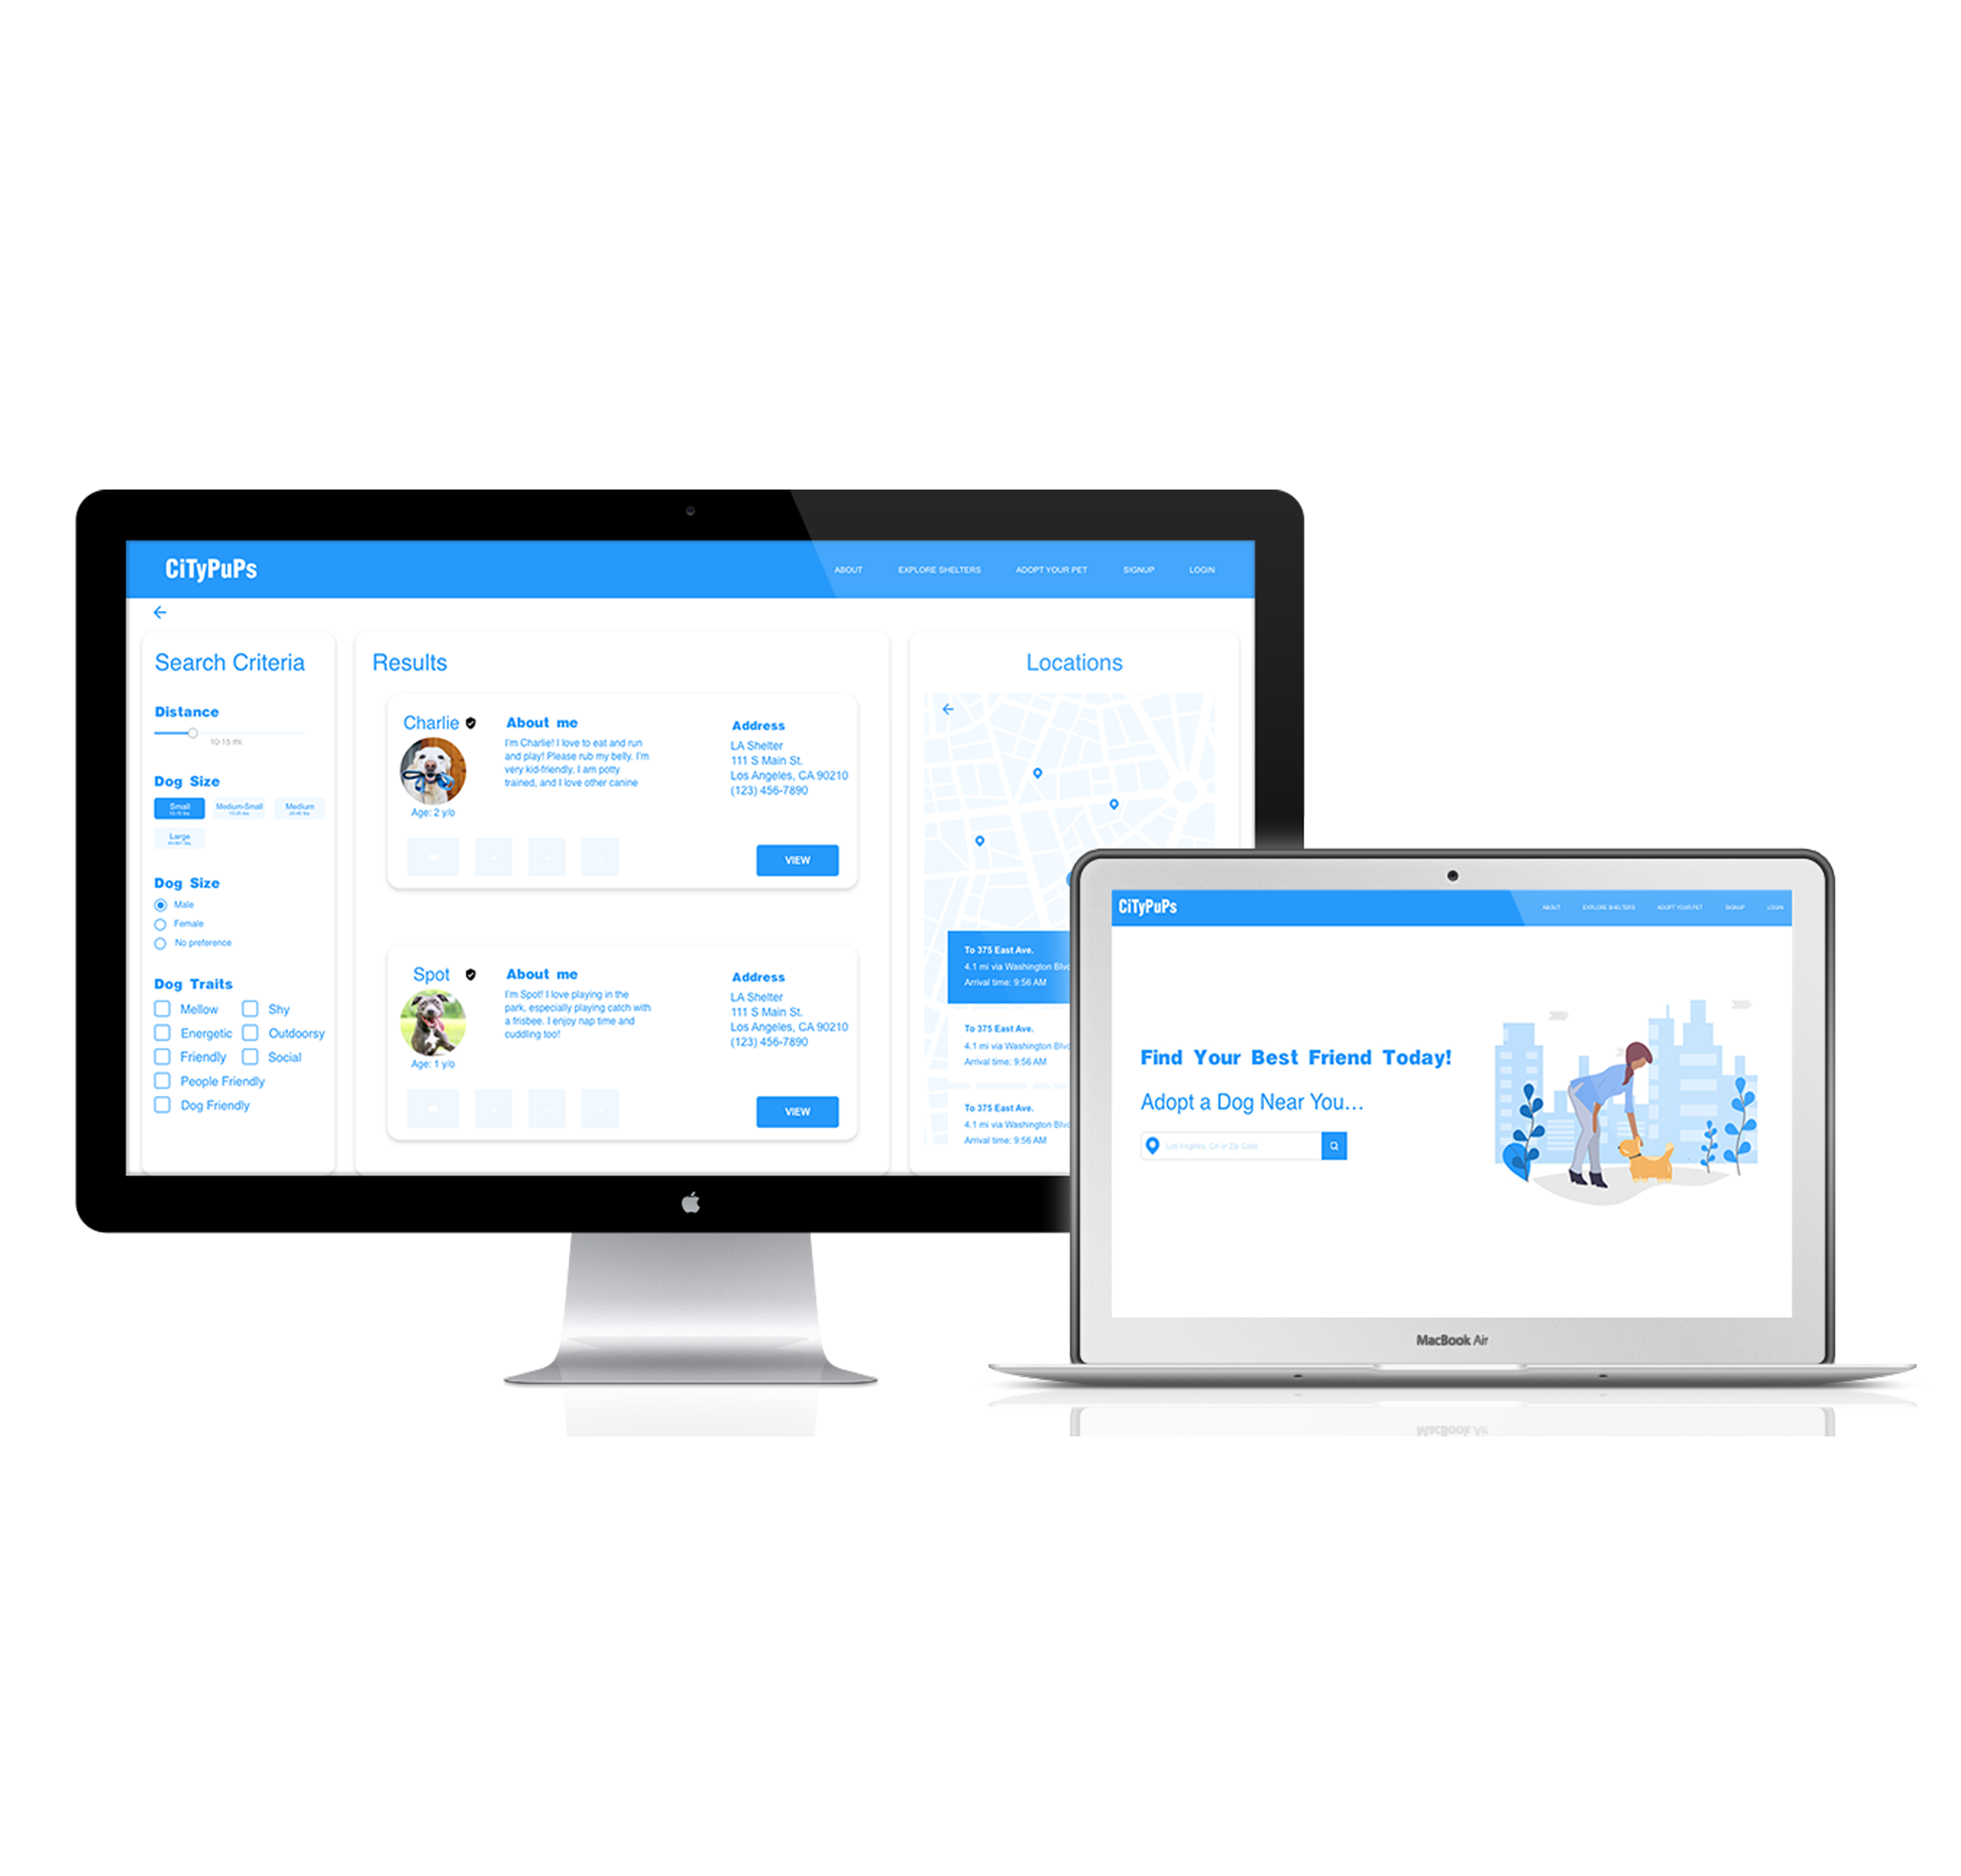 CiTyPuPs
ABOUT
EXPLORE SHELTERS
ADOPT YOUR PET
SIGNUP
LOGIN
Search Criteria
Distance
10-15 mi.
Dog Size
Small
Medium-Small
Medium
Large
Dog Size
Male
Female
No preference
Dog Traits
Mellow
Shy
Energetic
Outdoorsy
Friendly
Social
People Friendly
Dog Friendly
Results
Charlie
Age: 2 y/o
About me
I'm Charlie! I love to eat and run
and play! Please rub my belly. I'm
very kid-friendly, I am potty
trained, and I love other canine
Address
LA Shelter
111 S Main St.
Los Angeles, CA 90210
(123) 456-7890
VIEW
Spot
Age: 1 y/o
About me
I'm Spot! I love playing in the
park, especially playing catch with
a frisbee. I enjoy nap time and
cuddling too!
Address
LA Shelter
111 S Main St.
Los Angeles, CA 90210
(123) 456-7890
VIEW
Locations
To 375 East Ave.
4.1 mi via Washington Blvd
Arrival time: 9:56 AM
To 375 East Ave.
4.1 mi via Washington Blvd
Arrival time: 9:56 AM
To 375 East Ave.
4.1 mi via Washington Blvd
Arrival time: 9:56 AM
CiTyPuPs
ABOUT
EXPLORE SHELTERS
ADOPT YOUR PET
SIGNUP
LOGIN
Find Your Best Friend Today!
Adopt a Dog Near You...
Los Angeles, CA or Zip Code
MacBook Air